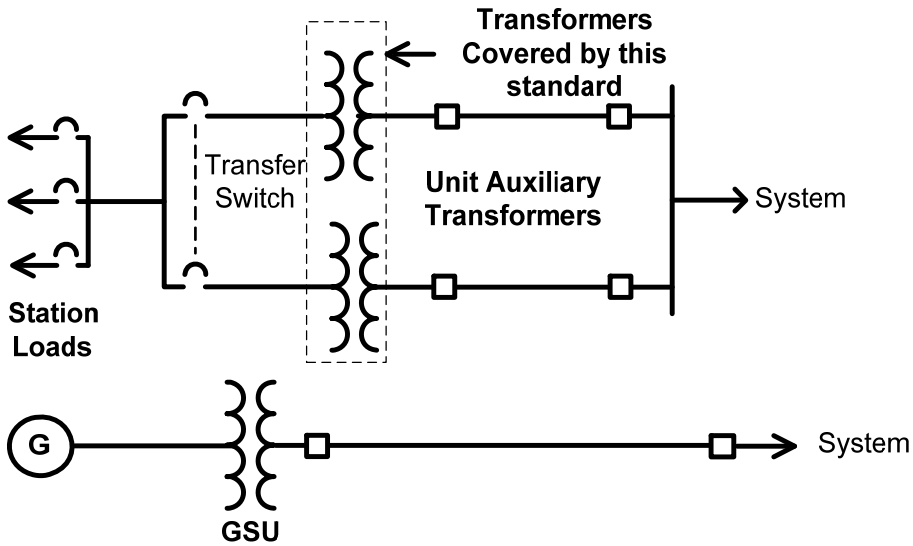 Transformers
Covered by this
standard
Transfer
Switch
Unit Auxiliary
Transformers
System
Station
Loads
G
System
GSU